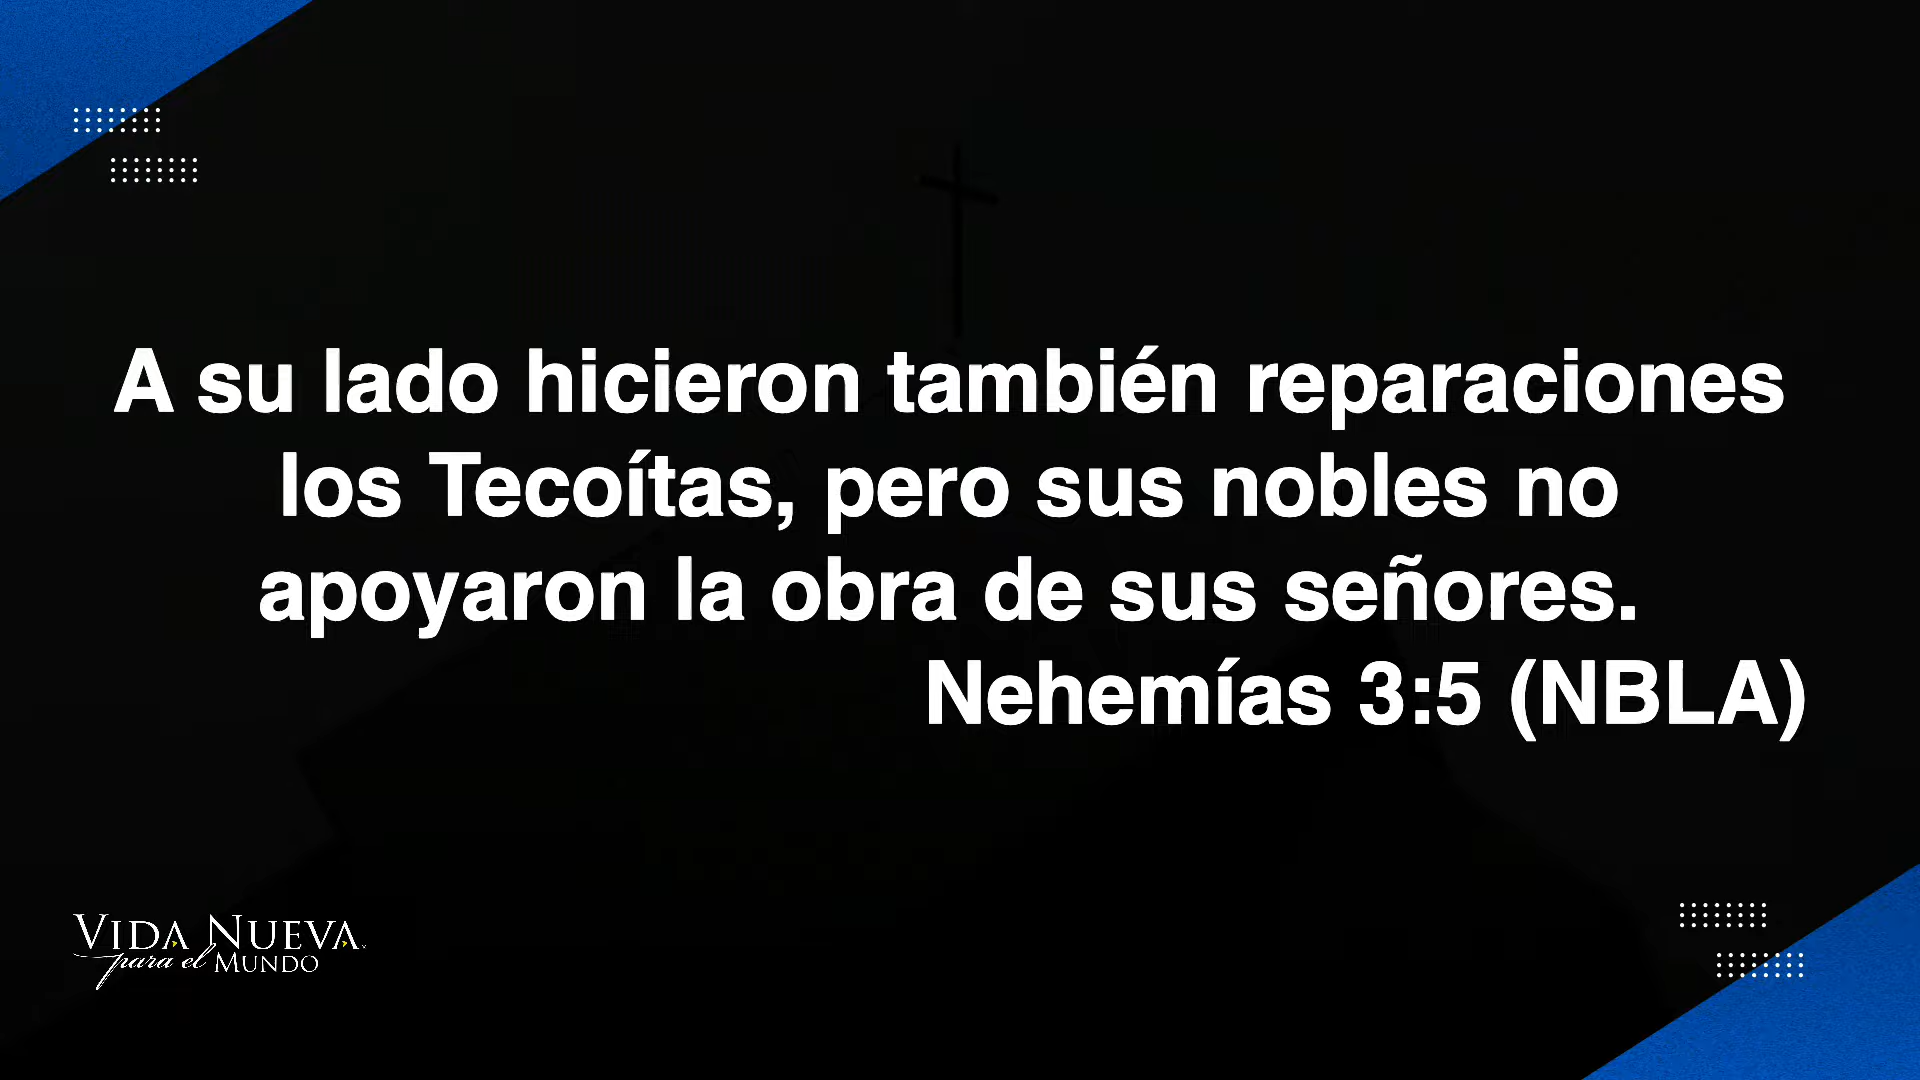 A su lado hicieron también reparaciones
los Tecoítas, pero sus nobles no
apoyaron la obra de sus señores.
Nehemías 3:5 (NBLA)
VIDA NUEVA
para el MUNDO